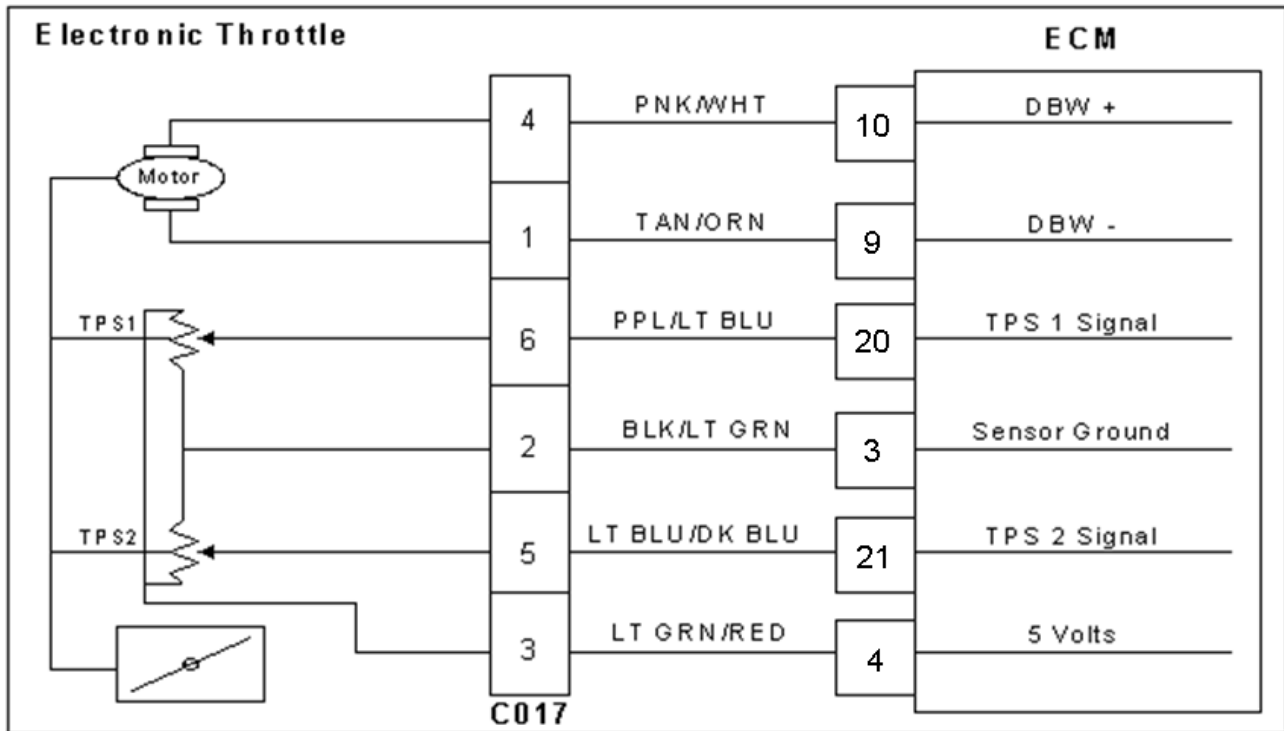 Electronic Throttle
ECM
4 PNK/WHT 10 DBW +
Motor
1 TAN/ORN 9 DBW -
TPS1 6 PPL/LT BLU 20 TPS 1 Signal
2 BLK/LT GRN 3 Sensor Ground
TPS2 5 LT BLU/DK BLU 21 TPS 2 Signal
3 LT GRN/RED 4 5 Volts
C017